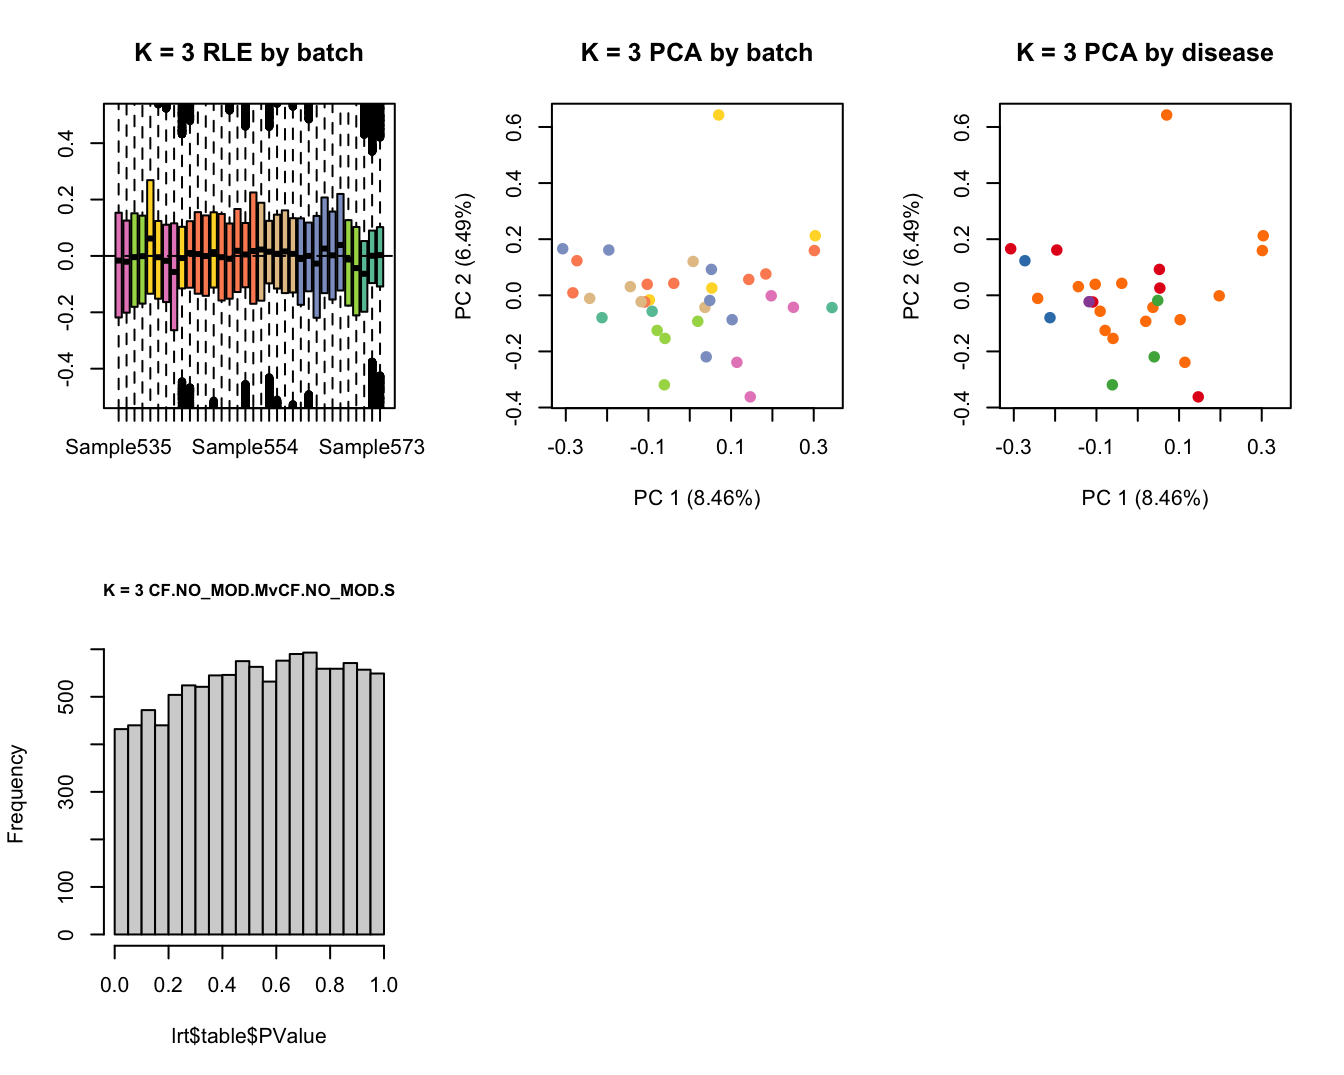 K = 3 RLE by batch
0.4
0.2
0.0
-0.2
-0.4
Sample535 Sample554 Sample573
K = 3 PCA by batch
PC 2 (6.49%)
0.6
0.4
0.2
0.0
-0.2
-0.4
-0.3 -0.1 0.1 0.3
PC 1 (8.46%)
K = 3 PCA by disease
PC 2 (6.49%)
0.6
0.4
0.2
0.0
-0.2
-0.4
-0.3 -0.1 0.1 0.3
PC 1 (8.46%)
K = 3 CF.NO_MOD.MvCF.NO_MOD.S
Frequency
500
300
100
0
0.0 0.2 0.4 0.6 0.8 1.0
lrt$table$PValue